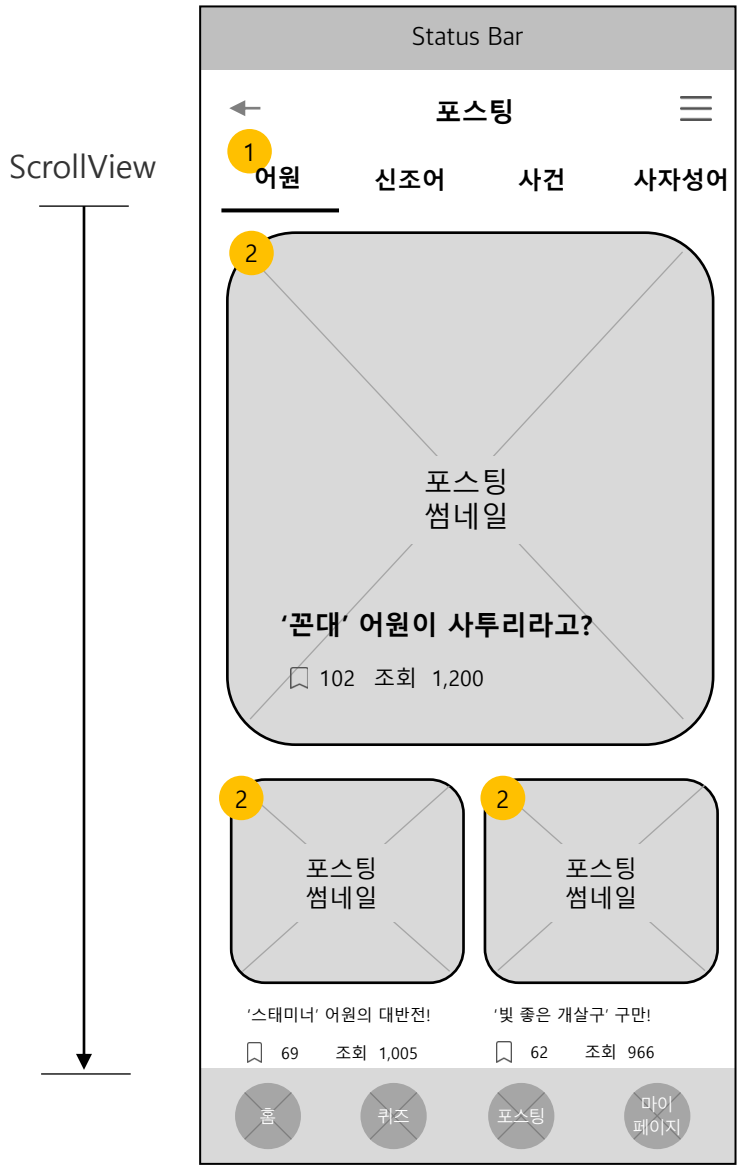 Status Bar
포스팅
ScrollView
1
어원 신조어 사건 사자성어
2
포스팅
썸네일
‘꼰대’ 어원이 사투리라고?
102 조회 1,200
2
포스팅
썸네일
‘스태미너’ 어원의 대반전!
69 조회 1,005
2
포스팅
썸네일
‘빛 좋은 개살구’ 구만!
62 조회 966
홈 퀴즈 포스팅 마이
페이지